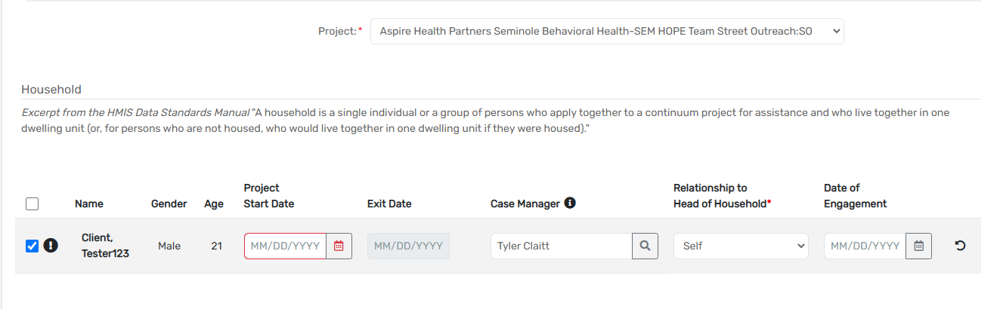 Project:* Aspire Health Partners Seminole Behavioral Health-SEM HOPE Team Street Outreach:SO
Household
Excerpt from the HMIS Data Standards Manual "A household is a single individual or a group of persons who apply together to a continuum project for assistance and who live together in one
dwelling unit (or, for persons who are not housed, who would live together in one dwelling unit if they were housed)."
Name Gender Age Project Start Date Exit Date Case Manager Relationship to Head of Household* Date of Engagement
Client, Tester123 Male 21 MM/DD/YYYY MM/DD/YYYY Tyler Claitt Self MM/DD/YYYY